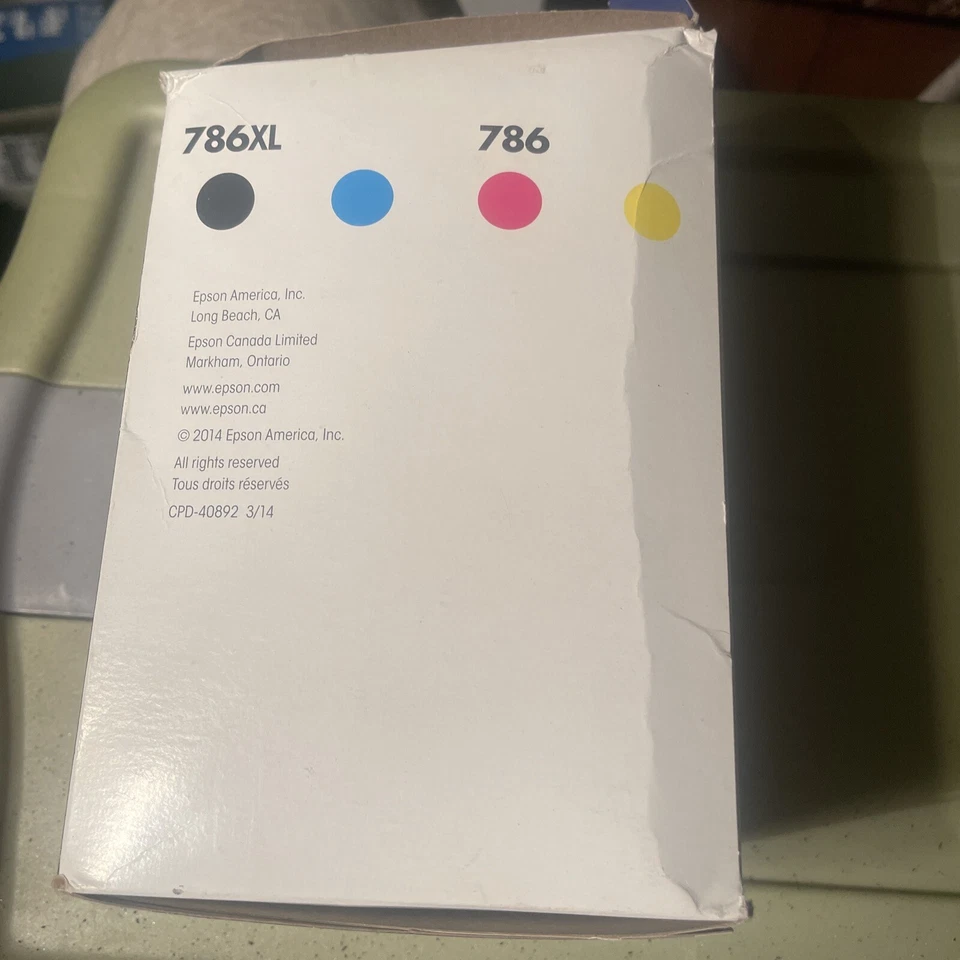 786XL 786
Epson America, Inc.
Long Beach, CA
Epson Canada Limited
Markham, Ontario
www.epson.com
www.epson.ca
© 2014 Epson America, Inc.
All rights reserved
Tous droits réservés
CPD-40892 3/14